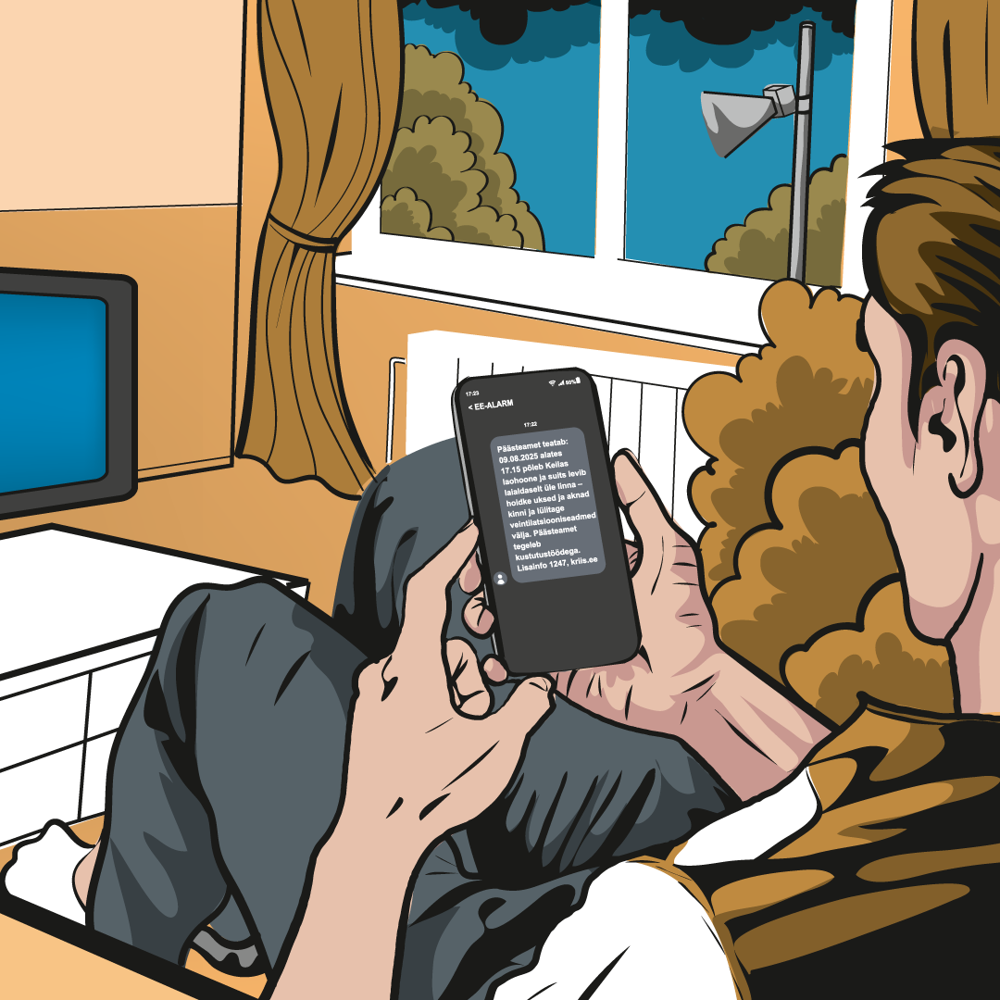 17:23
80%
< EE-ALARM
17:22
Päästeamet teatab:
09.08.2025 alates
17.15 põleb Keilas
laohoone ja suits levib
lalaldaselt üle linna –
hoidke uksed ja aknad
kinni ja lülitage
veintilatsiooniseadmed
välja. Päästeamet
tegeleb
kustutustöödega.
Lisainfo 1247, kriis.ee